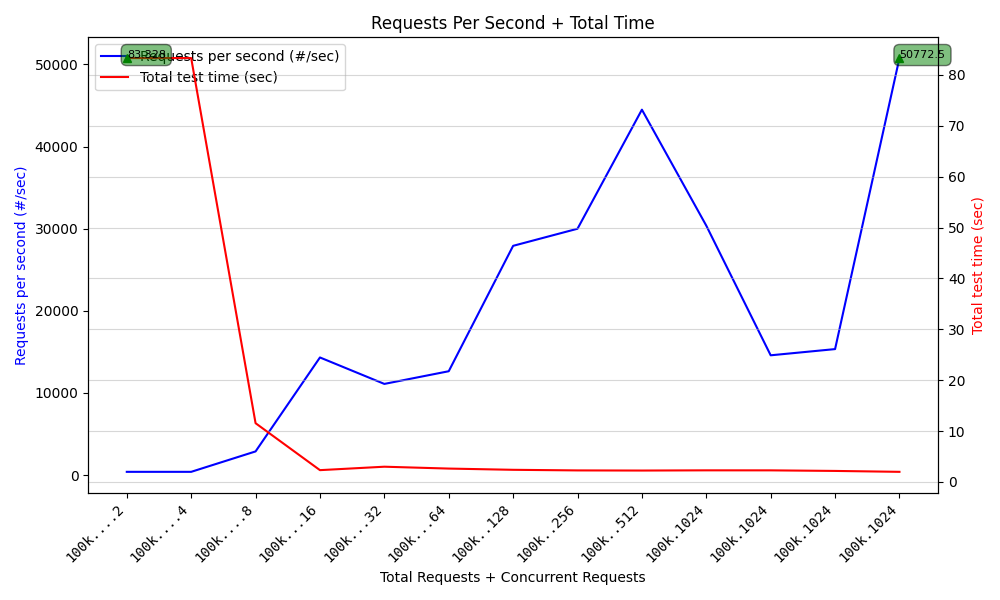 Requests Per Second + Total Time
Requests per second (#/sec)
Total test time (sec)
83.329
50772.5
50000
40000
30000
20000
10000
0
80
70
60
50
40
30
20
10
0
Requests per second (#/sec)
Total test time (sec)
100k....2
100k....4
100k....8
100k...16
100k...32
100k...64
100k..128
100k..256
100k..512
100k.1024
100k.1024
100k.1024
100k.1024
Total Requests + Concurrent Requests